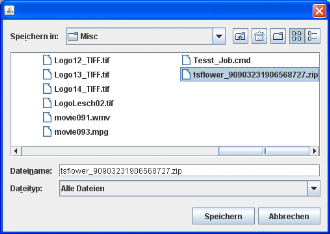 Speichern in: Misc
Logo12_TIFF.tif
Logo13_TIFF.tif
Logo14_TIFF.tif
LogoLesch02.tif
movie091.wmv
movie093.mpg
Tesst_Job.cmd
tsflower_90903231906568727.zip
Dateiname: tsflower_90903231906568727.zip
Dateityp: Alle Dateien
Speichern Abbrechen